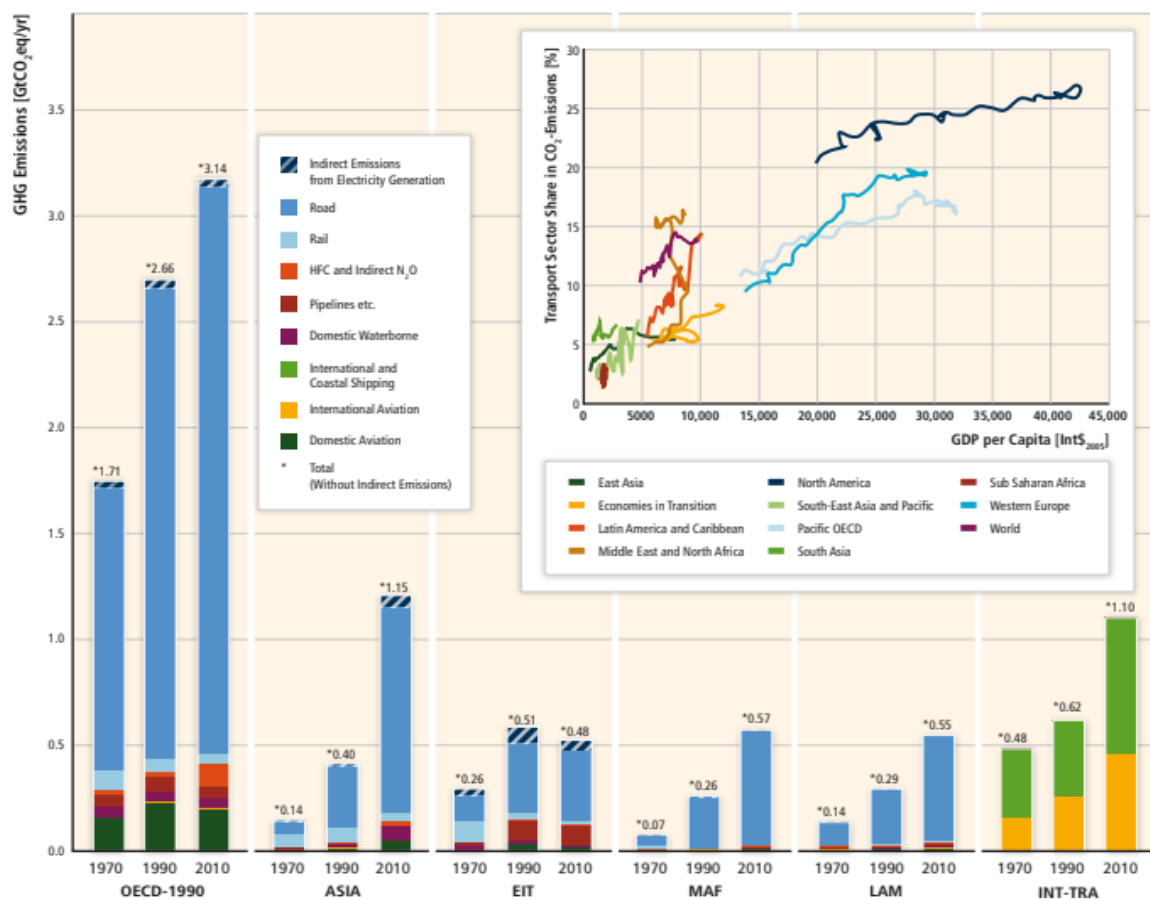 GHG Emissions [GtCO₂eq/yr]
3.5
3.0
2.5
2.0
1.5
1.0
0.5
0.0
*1.71
*2.66
*3.14
*0.14
*0.40
*1.15
*0.26
*0.51
*0.48
*0.07
*0.26
*0.57
*0.14
*0.29
*0.55
*0.48
*0.62
*1.10
1970 1990 2010
OECD-1990
1970 1990 2010
ASIA
1970 1990 2010
EIT
1970 1990 2010
MAF
1970 1990 2010
LAM
1970 1990 2010
INT-TRA
Indirect Emissions
from Electricity Generation
Road
Rail
HFC and Indirect N₂O
Pipelines etc.
Domestic Waterborne
International and
Coastal Shipping
International Aviation
Domestic Aviation
* Total
(Without Indirect Emissions)
Transport Sector Share in CO₂-Emissions [%]
30
25
20
15
10
5
0
0 5000 10,000 15,000 20,000 25,000 30,000 35,000 40,000 45,000
GDP per Capita [Int$₂₀₀₅]
East Asia
Economies in Transition
Latin America and Caribbean
Middle East and North Africa
North America
South-East Asia and Pacific
Pacific OECD
South Asia
Sub Saharan Africa
Western Europe
World